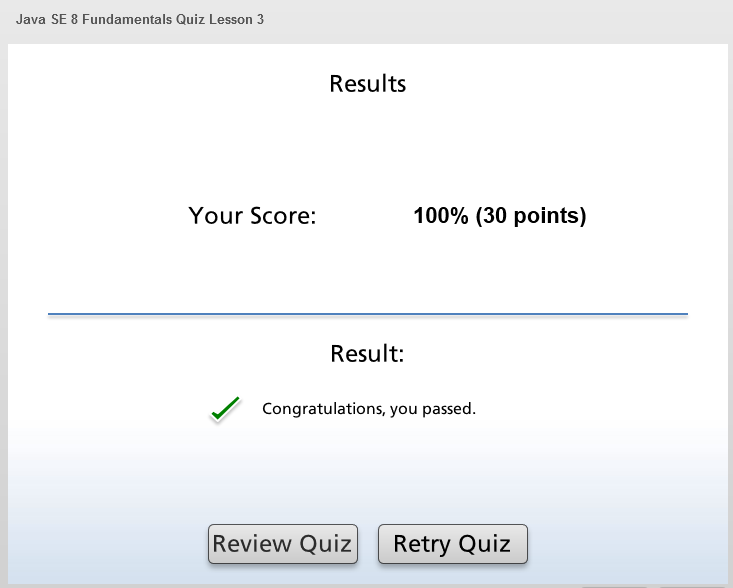 Java SE 8 Fundamentals Quiz Lesson 3
Results
Your Score: 100% (30 points)
Result:
Congratulations, you passed.
Review Quiz Retry Quiz